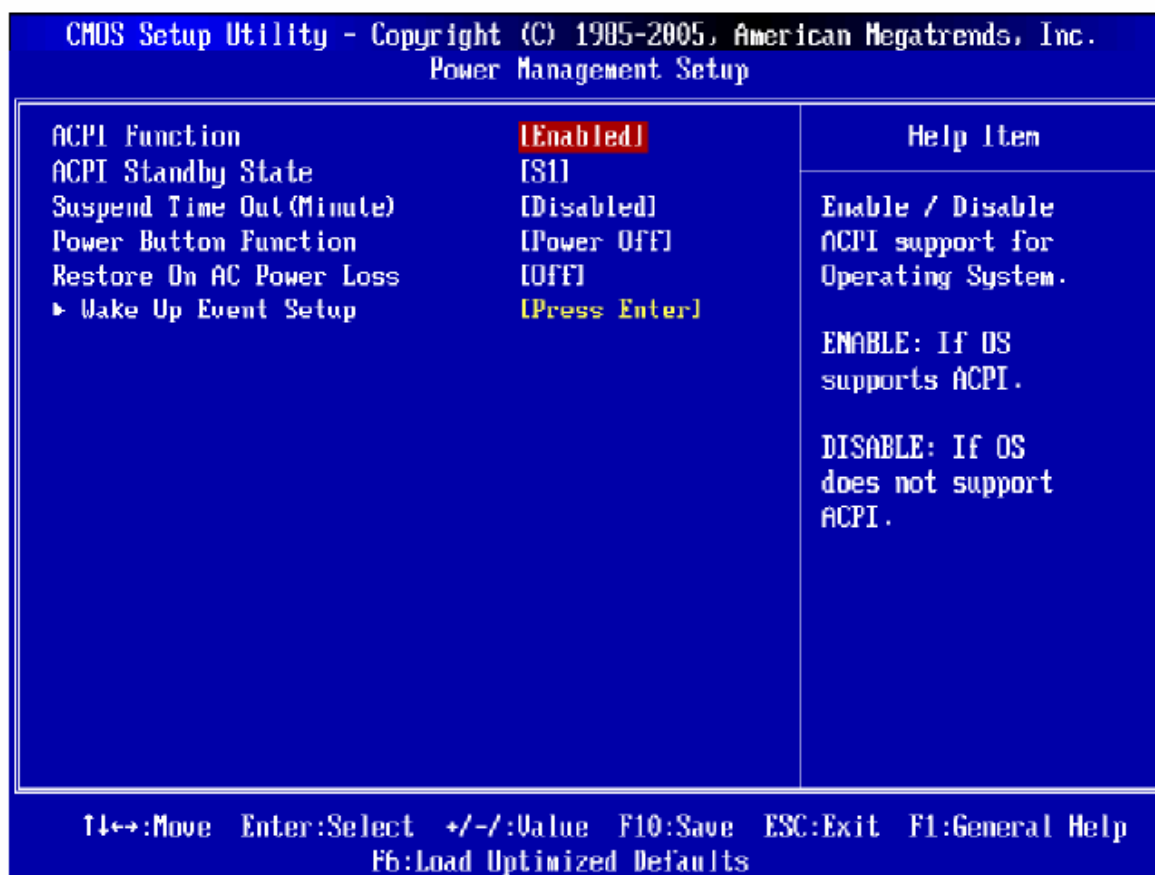 CMOS Setup Utility - Copyright (C) 1985-2005, American Megatrends, Inc.
Power Management Setup
ACPI Function [Enabled]
ACPI Standby State [S1]
Suspend Time Out(Minute) [Disabled]
Power Button Function [Power Off]
Restore On AC Power Loss [Off]
► Wake Up Event Setup [Press Enter]
Help Item
Enable / Disable
ACPI support for
Operating System.
ENABLE: If OS
supports ACPI.
DISABLE: If OS
does not support
ACPI.
↑↓←→:Move Enter:Select +/-/:Value F10:Save ESC:Exit F1:General Help
F6:Load Optimized Defaults